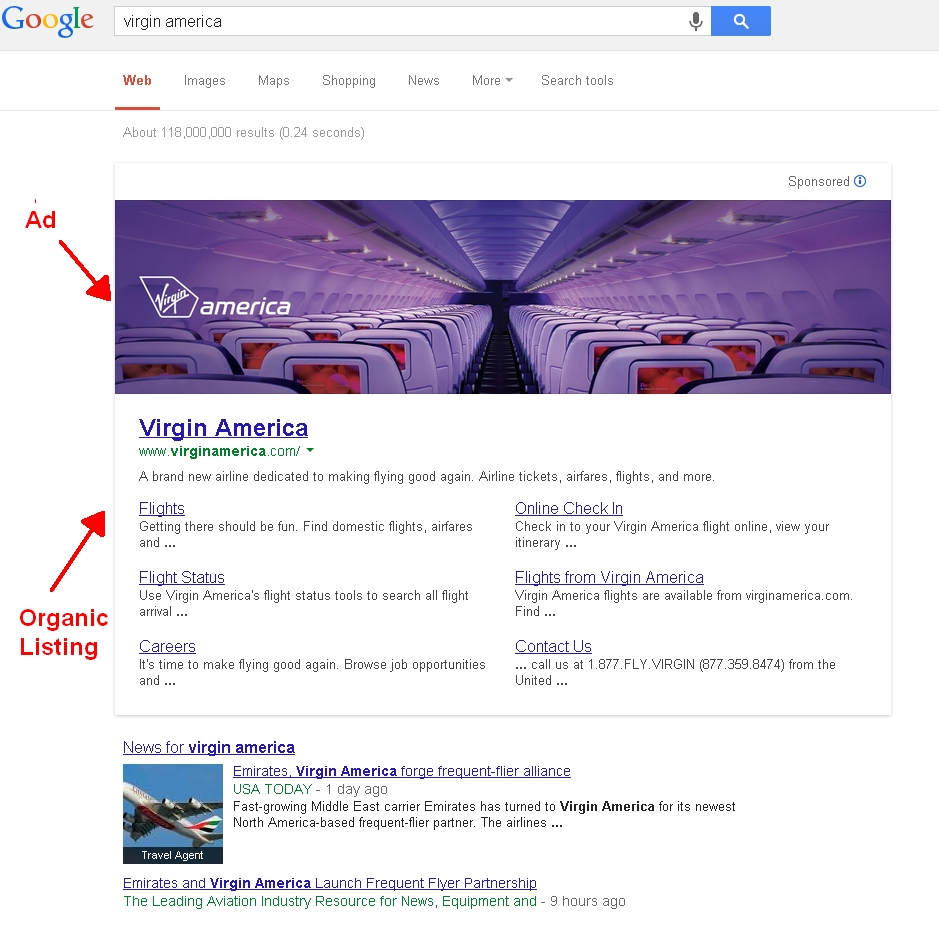 Google
virgin america
Web Images Maps Shopping News More Search tools
About 118,000,000 results (0.24 seconds)
Sponsored
Ad
Virgin america
Virgin America
www.virginamerica.com/
A brand new airline dedicated to making flying good again. Airline tickets, airfares, flights, and more.
Flights
Getting there should be fun. Find domestic flights, airfares
and ...
Online Check In
Check in to your Virgin America flight online, view your
itinerary ...
Flight Status
Use Virgin America's flight status tools to search all flight
arrival ...
Flights from Virgin America
Virgin America flights are available from virginamerica.com.
Find ...
Organic
Listing
Careers
It's time to make flying good again. Browse job opportunities
and ...
Contact Us
... call us at 1.877.FLY.VIRGIN (877.359.8474) from the
United ...
News for virgin america
Emirates, Virgin America forge frequent-flier alliance
USA TODAY - 1 day ago
Fast-growing Middle East carrier Emirates has turned to Virgin America for its newest
North America-based frequent-flier partner. The airlines ...
Travel Agent
Emirates and Virgin America Launch Frequent Flyer Partnership
The Leading Aviation Industry Resource for News, Equipment and - 9 hours ago